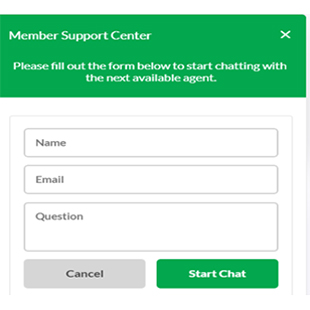 Member Support Center
Please fill out the form below to start chatting with
the next available agent.
Name
Email
Question
Cancel
Start Chat